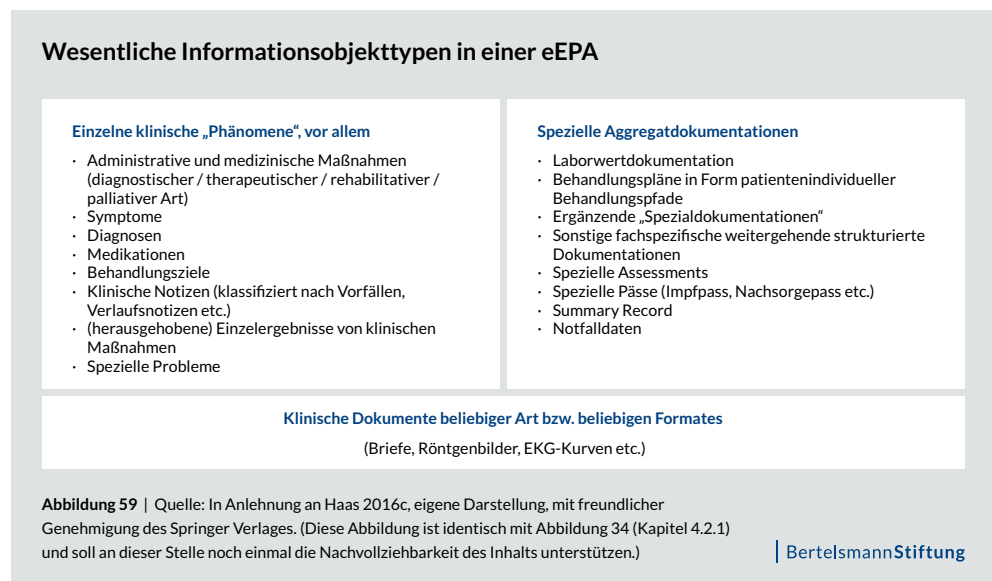 Wesentliche Informationsobjekttypen in einer eEPA
Einzelne klinische „Phänomene“, vor allem
· Administrative und medizinische Maßnahmen
(diagnostischer / therapeutischer / rehabilitativer /
palliativer Art)
· Symptome
· Diagnosen
· Medikationen
· Behandlungsziele
· Klinische Notizen (klassifiziert nach Vorfällen,
Verlaufsnotizen etc.)
· (herausgehobene) Einzelergebnisse von klinischen
Maßnahmen
· Spezielle Probleme
Spezielle Aggregatdokumentationen
· Laborwertdokumentation
· Behandlungspläne in Form patientenindividueller
Behandlungspfade
· Ergänzende „Spezialdokumentationen“
· Sonstige fachspezifische weitergehende strukturierte
Dokumentationen
· Spezielle Assessments
· Spezielle Pässe (Impfpass, Nachsorgepass etc.)
· Summary Record
· Notfalldaten
Klinische Dokumente beliebiger Art bzw. beliebigen Formates
(Briefe, Röntgenbilder, EKG-Kurven etc.)
Abbildung 59 | Quelle: In Anlehnung an Haas 2016c, eigene Darstellung, mit freundlicher
Genehmigung des Springer Verlages. (Diese Abbildung ist identisch mit Abbildung 34 (Kapitel 4.2.1)
und soll an dieser Stelle noch einmal die Nachvollziehbarkeit des Inhalts unterstützen.)
BertelsmannStiftung